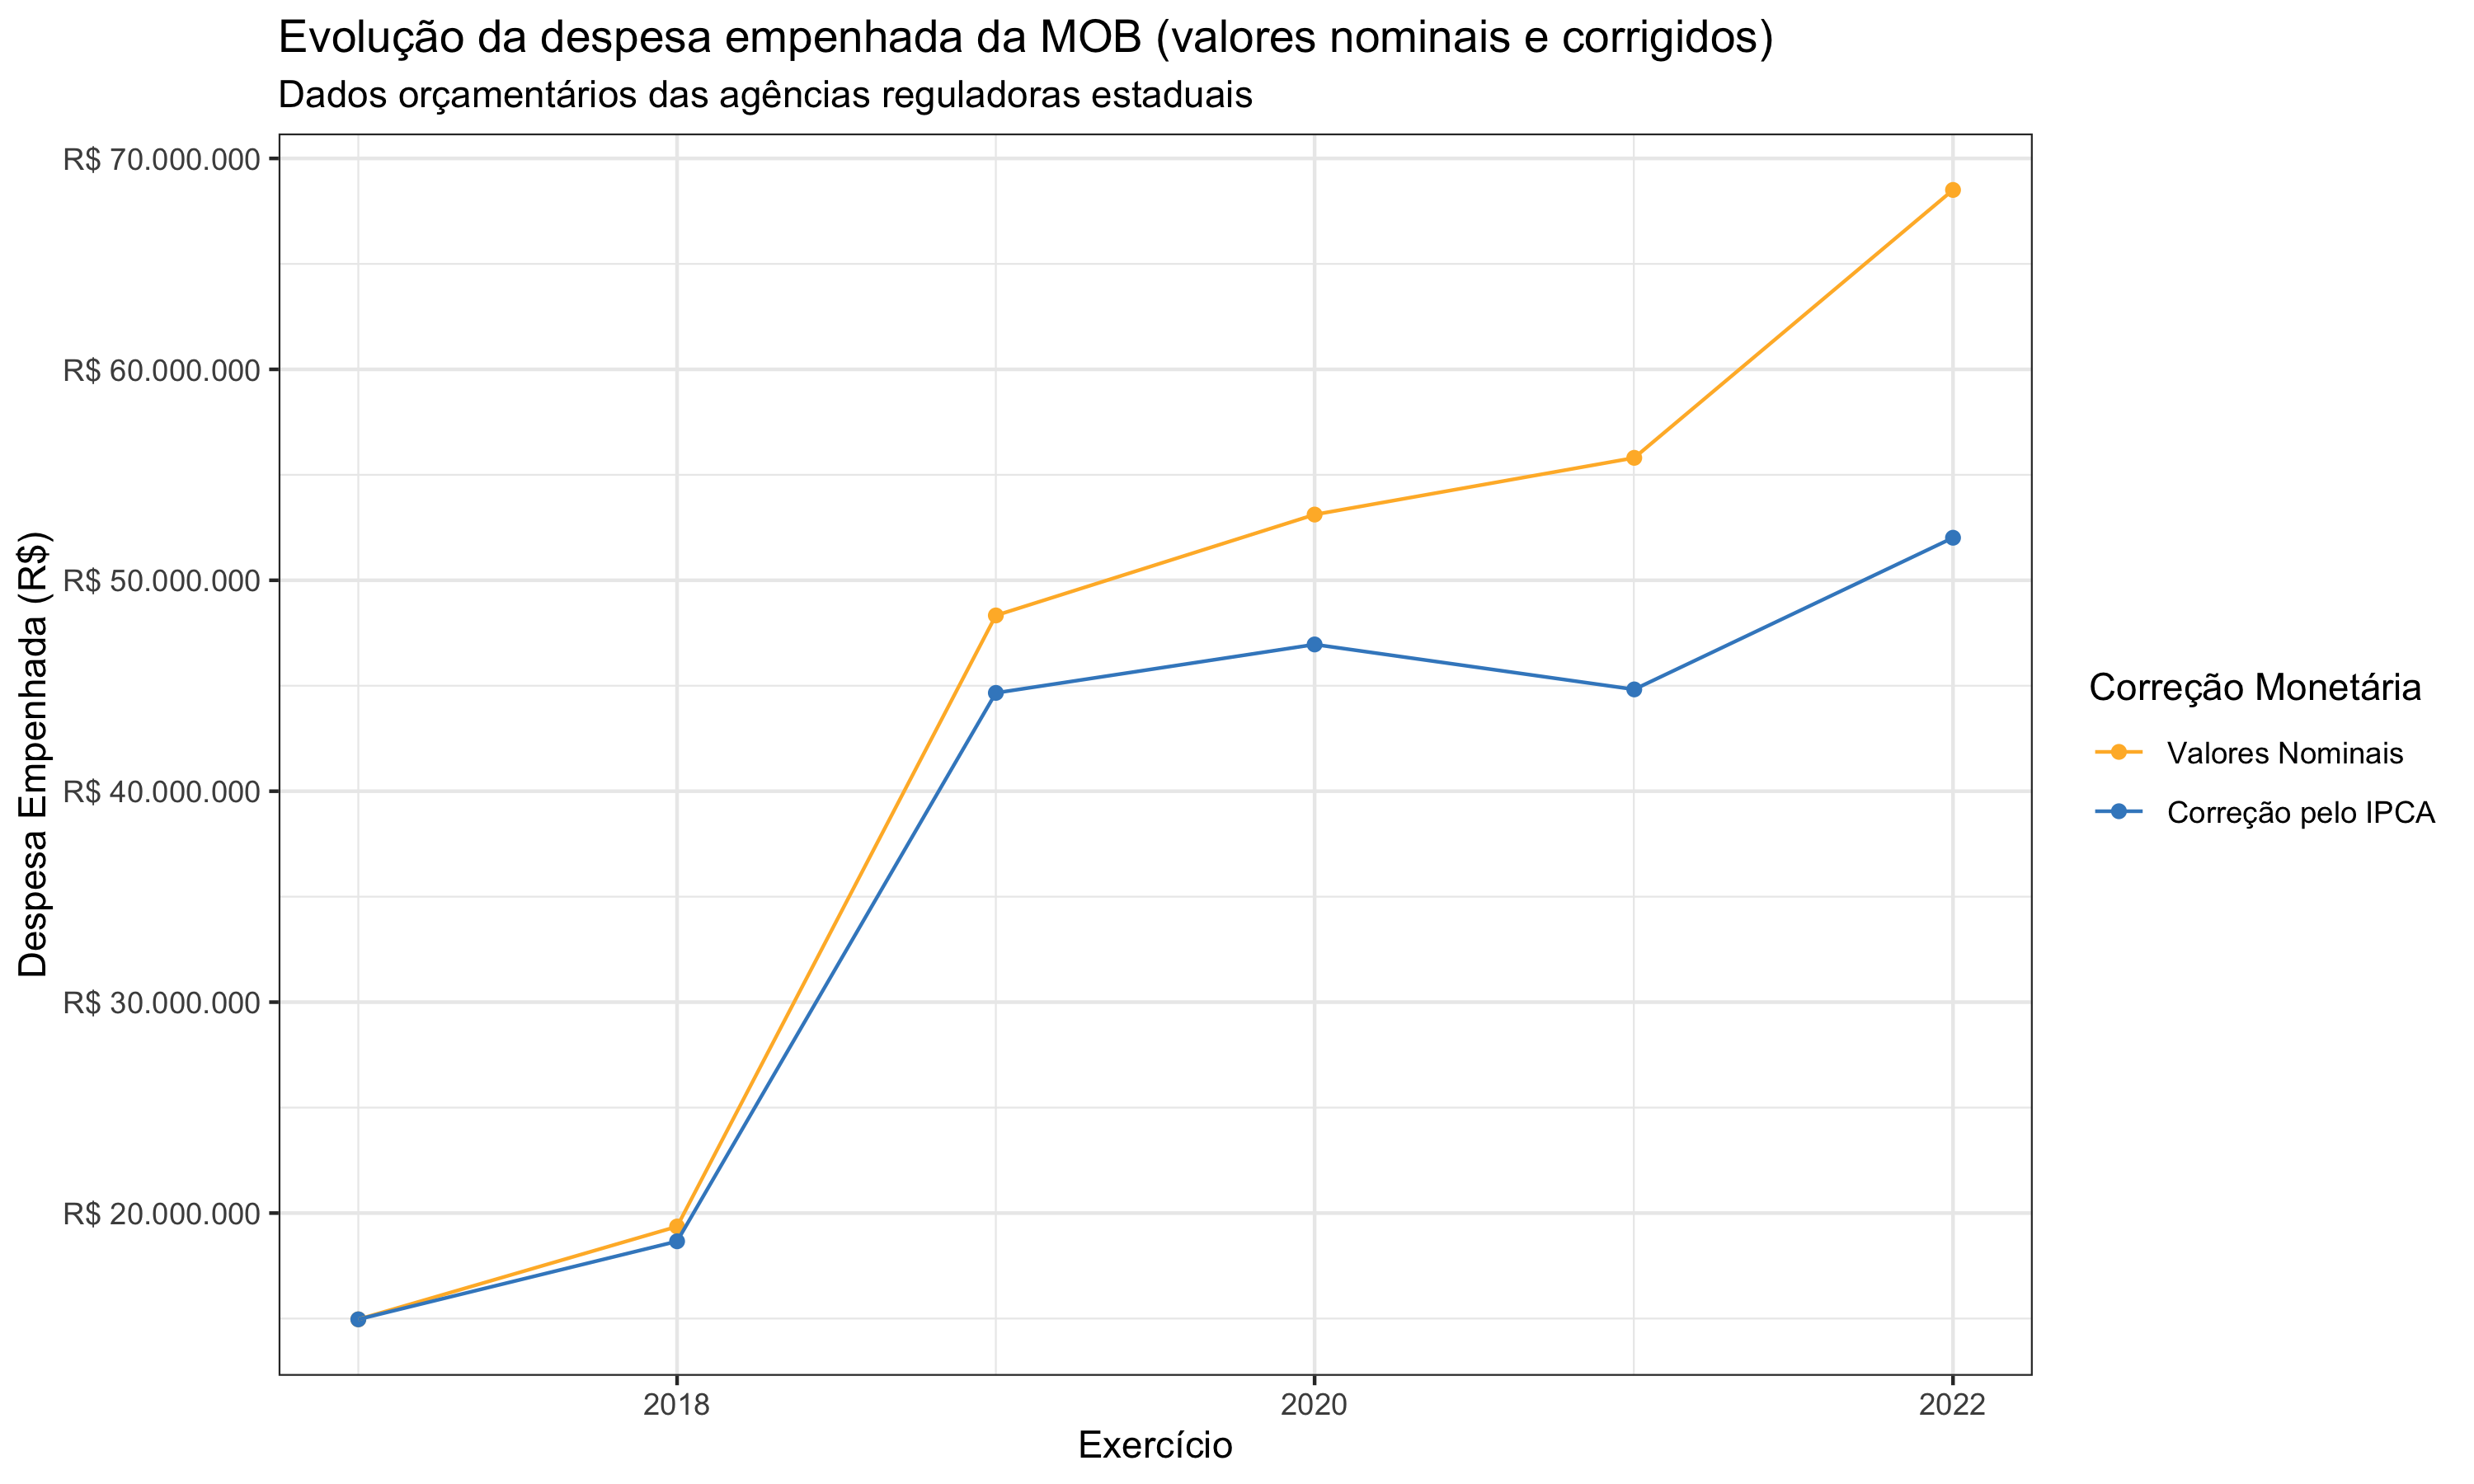 Evolução da despesa empenhada da MOB (valores nominais e corrigidos)
Dados orçamentários das agências reguladoras estaduais
R$ 70.000.000
R$ 60.000.000
R$ 50.000.000
R$ 40.000.000
R$ 30.000.000
R$ 20.000.000
Despesa Empenhada (R$)
2018
2020
2022
Exercício
Correção Monetária
Valores Nominais
Correção pelo IPCA